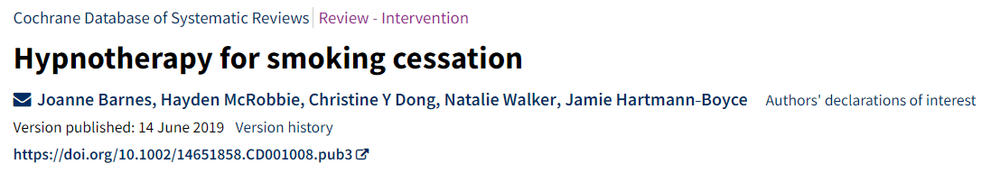 Cochrane Database of Systematic Reviews | Review - Intervention
Hypnotherapy for smoking cessation
Joanne Barnes, Hayden McRobbie, Christine Y Dong, Natalie Walker, Jamie Hartmann-Boyce Authors' declarations of interest
Version published: 14 June 2019 Version history
https://doi.org/10.1002/14651858.CD001008.pub3